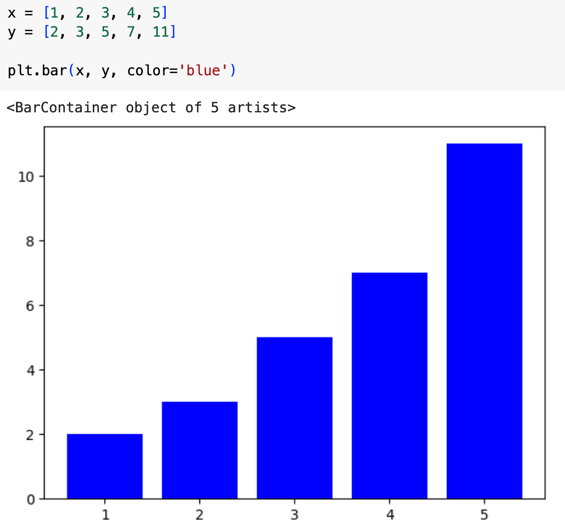 x = [1, 2, 3, 4, 5]
y = [2, 3, 5, 7, 11]
plt.bar(x, y, color='blue')
<BarContainer object of 5 artists>
10
8
6
4
2
0
1 2 3 4 5